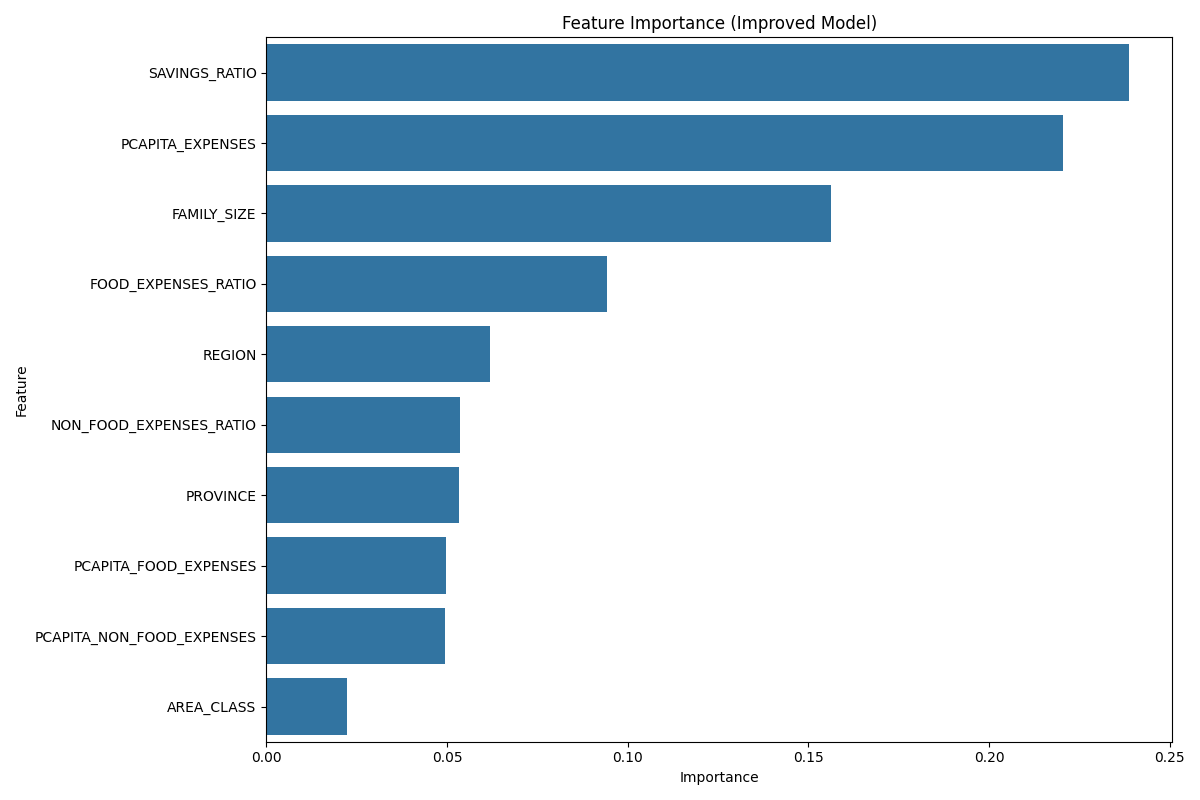 Feature Importance (Improved Model)
SAVINGS_RATIO
PCAPITA_EXPENSES
FAMILY_SIZE
FOOD_EXPENSES_RATIO
REGION
NON_FOOD_EXPENSES_RATIO
PROVINCE
PCAPITA_FOOD_EXPENSES
PCAPITA_NON_FOOD_EXPENSES
AREA_CLASS
Feature
0.00 0.05 0.10 0.15 0.20 0.25
Importance